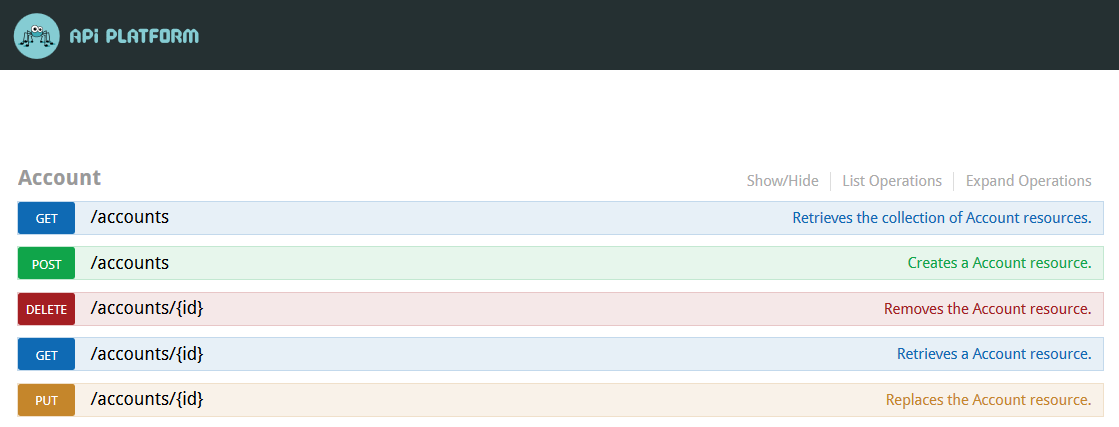 APi PLATFORM
Account Show/Hide List Operations Expand Operations
GET /accounts Retrieves the collection of Account resources.
POST /accounts Creates a Account resource.
DELETE /accounts/{id} Removes the Account resource.
GET /accounts/{id} Retrieves a Account resource.
PUT /accounts/{id} Replaces the Account resource.